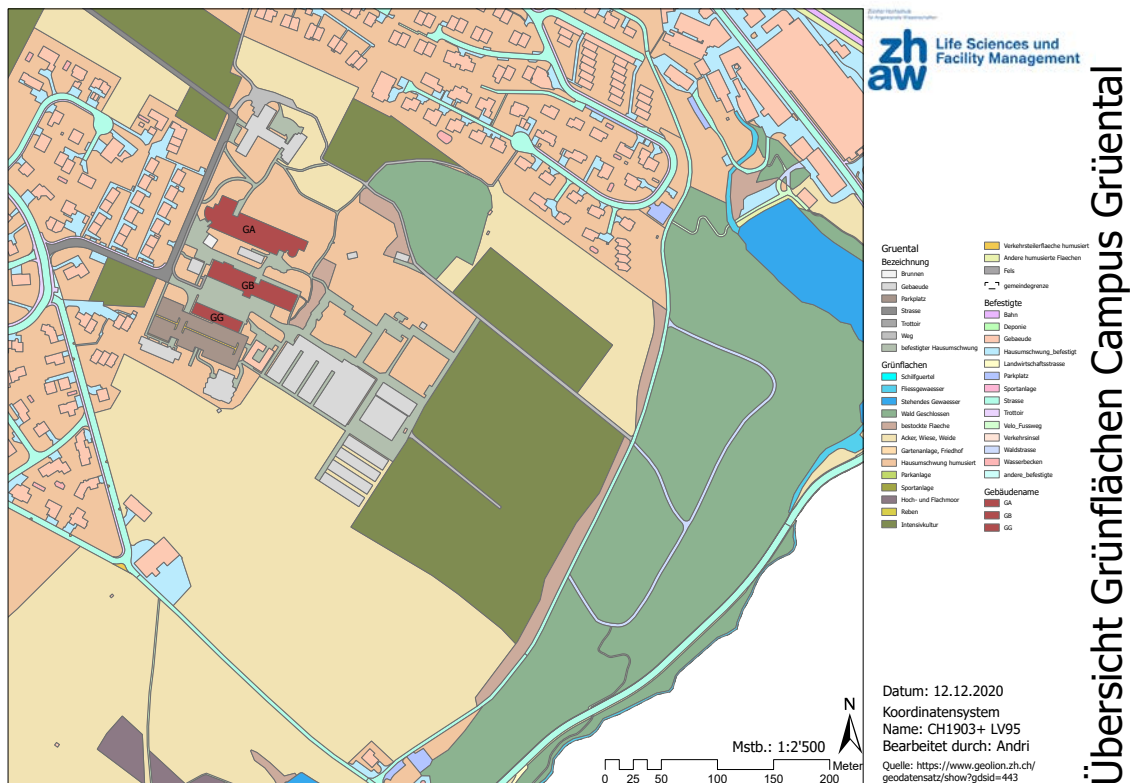 Zürcher Hochschule
für Angewandte Wissenschaften
zh
aw
Life Sciences und
Facility Management
Übersicht Grünflächen Campus Grüental
GA
GB
GG
Gruental
Bezeichnung
Brunnen
Gebaeude
Parkplatz
Strasse
Trottoir
Weg
befestigter Hausumschwung
Grünflachen
Schilfguertel
Fliessgewaesser
Stehendes Gewaesser
Wald Geschlossen
bestockte Flaeche
Acker, Wiese, Weide
Gartenanlage, Friedhof
Hausumschwung humusiert
Parkanlage
Sportanlage
Hoch- und Flachmoor
Reben
Intensivkultur
Verkehrsteilerflaeche humusiert
Andere humusierte Flaechen
Fels
gemeindegrenze
Befestigte
Bahn
Deponie
Gebaeude
Hausumschwung_befestigt
Landwirtschaftsstrasse
Parkplatz
Sportanlage
Strasse
Trottoir
Velo_Fussweg
Verkehrsinsel
Waldstrasse
Wasserbecken
andere_befestigte
Gebäudename
GA
GB
GG
Datum: 12.12.2020
Koordinatensystem
Name: CH1903+ LV95
Bearbeitet durch: Andri
Quelle: https://www.geolion.zh.ch/
geodatensatz/show?gdsid=443
N
Mstb.: 1:2'500
Meter
0 25 50 100 150 200